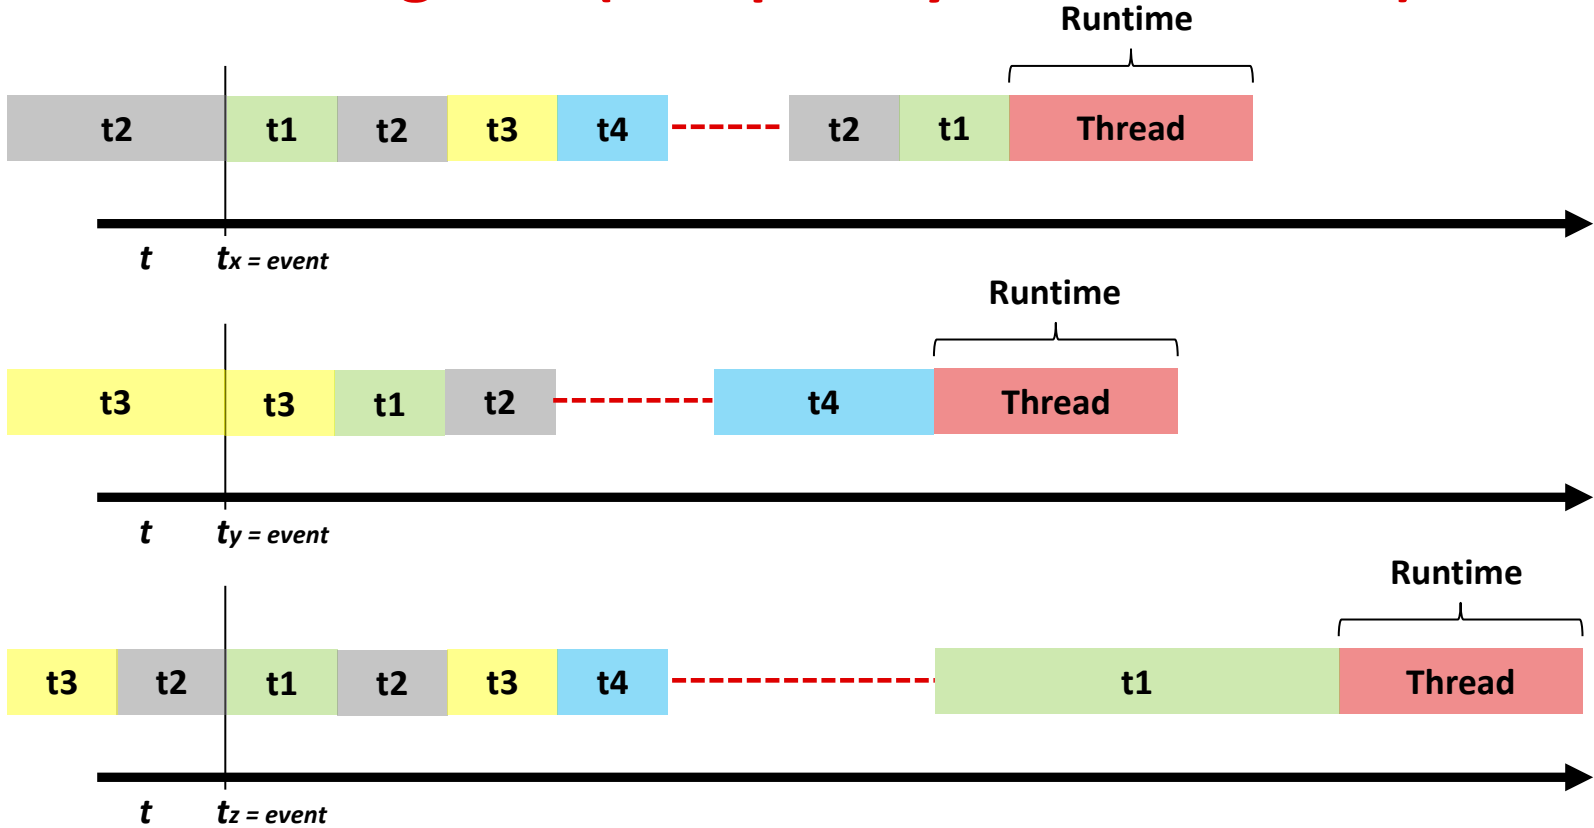 Runtime
t2 t1 t2 t3 t4 t2 t1 Thread
t tx = event
Runtime
t3 t3 t1 t2 t4 Thread
t ty = event
Runtime
t3 t2 t1 t2 t3 t4 t1 Thread
t tz = event